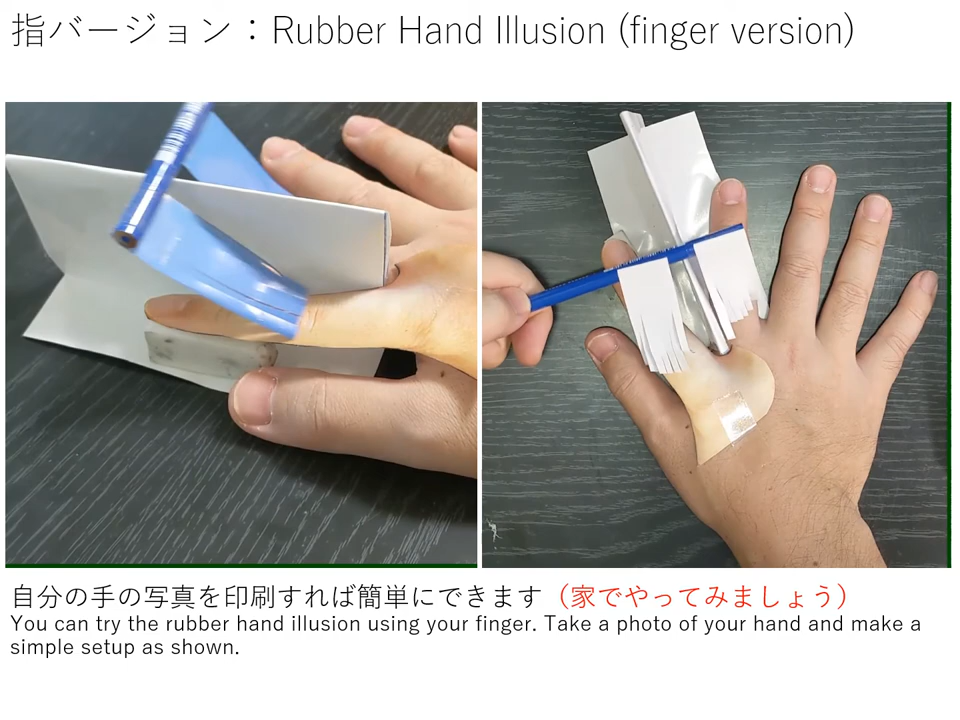 指バージョン：Rubber Hand Illusion (finger version)
自分の手の写真を印刷すれば簡単にできます（家でやってみましょう）
You can try the rubber hand illusion using your finger. Take a photo of your hand and make a
simple setup as shown.